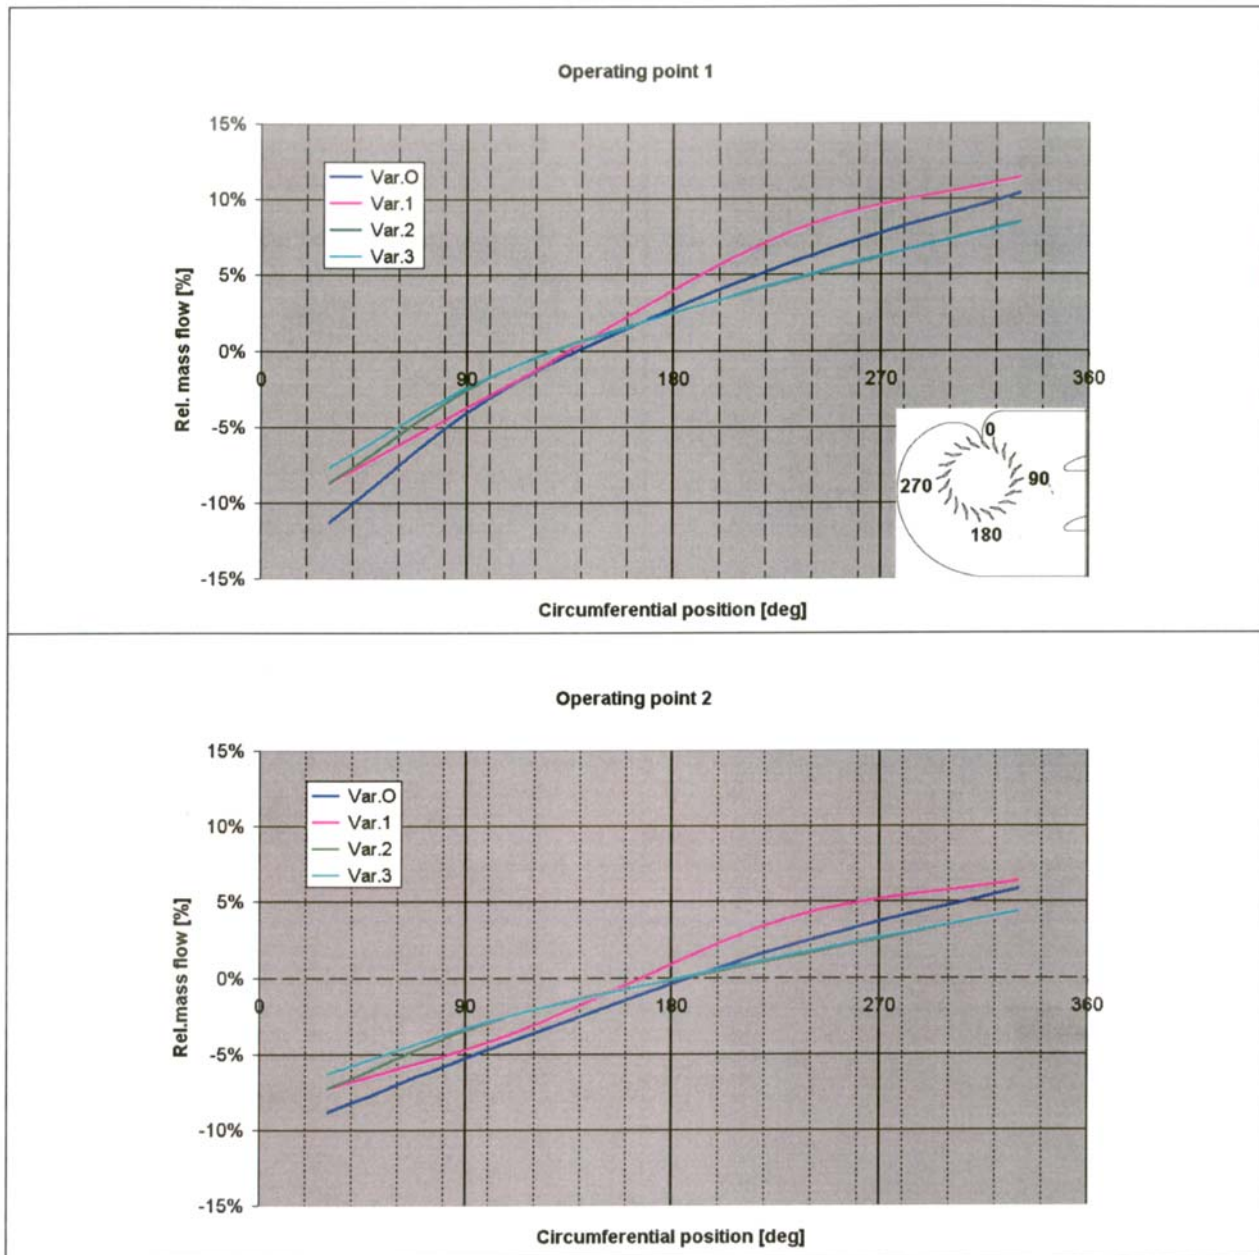 Operating point 1
15%
10%
5%
0%
-5%
-10%
-15%
Rel. mass flow [%]
Var.O
Var.1
Var.2
Var.3
0 90 180 270 360
0
90
180
270
Circumferential position [deg]
Operating point 2
15%
10%
5%
0%
-5%
-10%
-15%
Rel.mass flow [%]
Var.O
Var.1
Var.2
Var.3
0 90 180 270 360
Circumferential position [deg]